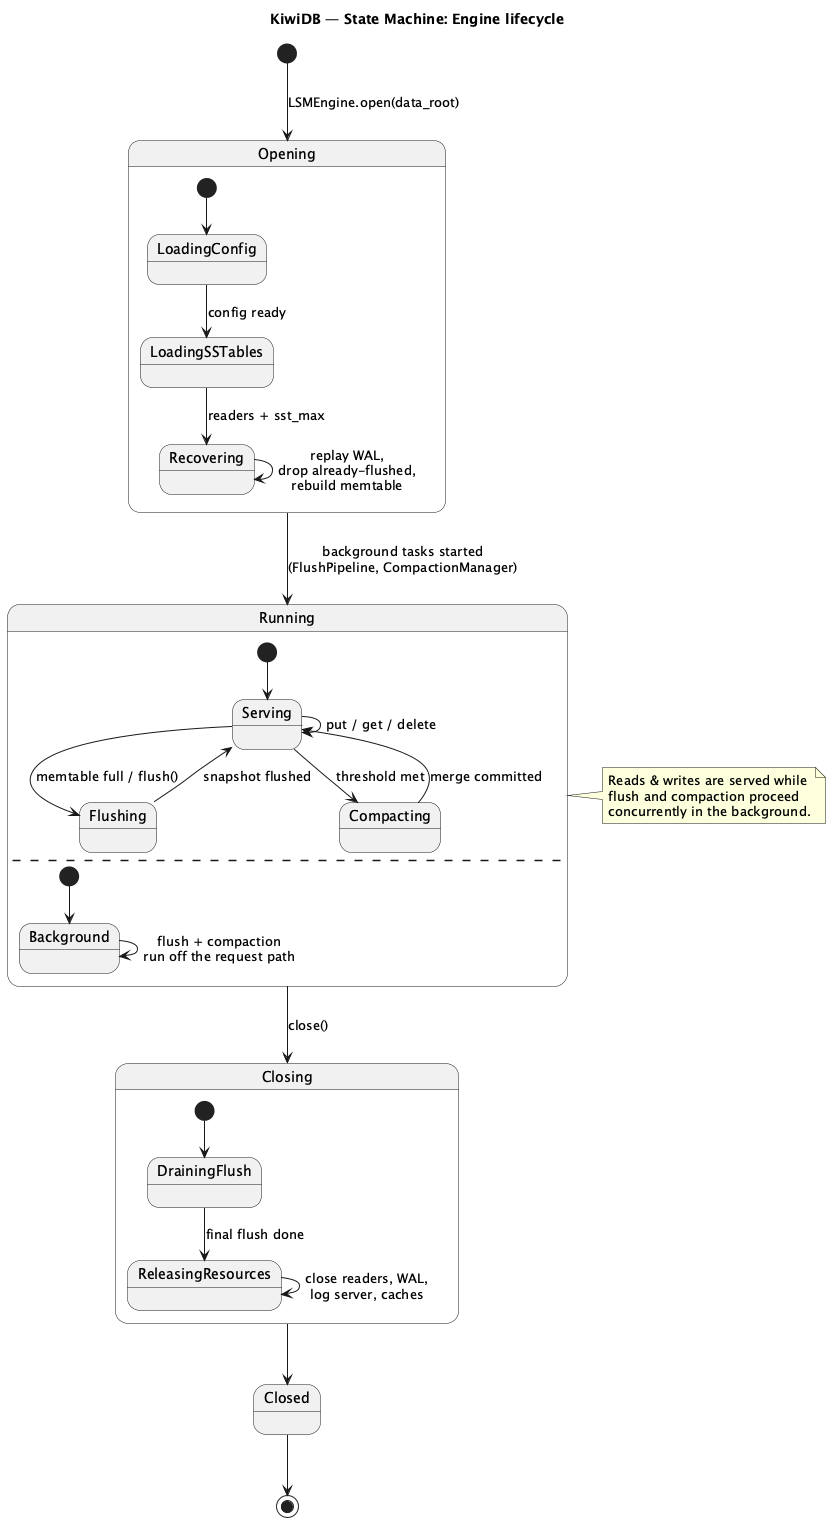 KiwiDB — State Machine: Engine lifecycle
LSMEngine.open(data_root)
Opening
LoadingConfig
config ready
LoadingSSTables
readers + sst_max
Recovering
replay WAL,
drop already-flushed,
rebuild memtable
background tasks started
(FlushPipeline, CompactionManager)
Running
Serving
put / get / delete
memtable full / flush()
snapshot flushed
threshold met
merge committed
Flushing
Compacting
Reads & writes are served while
flush and compaction proceed
concurrently in the background.
Background
flush + compaction
run off the request path
close()
Closing
DrainingFlush
final flush done
ReleasingResources
close readers, WAL,
log server, caches
Closed